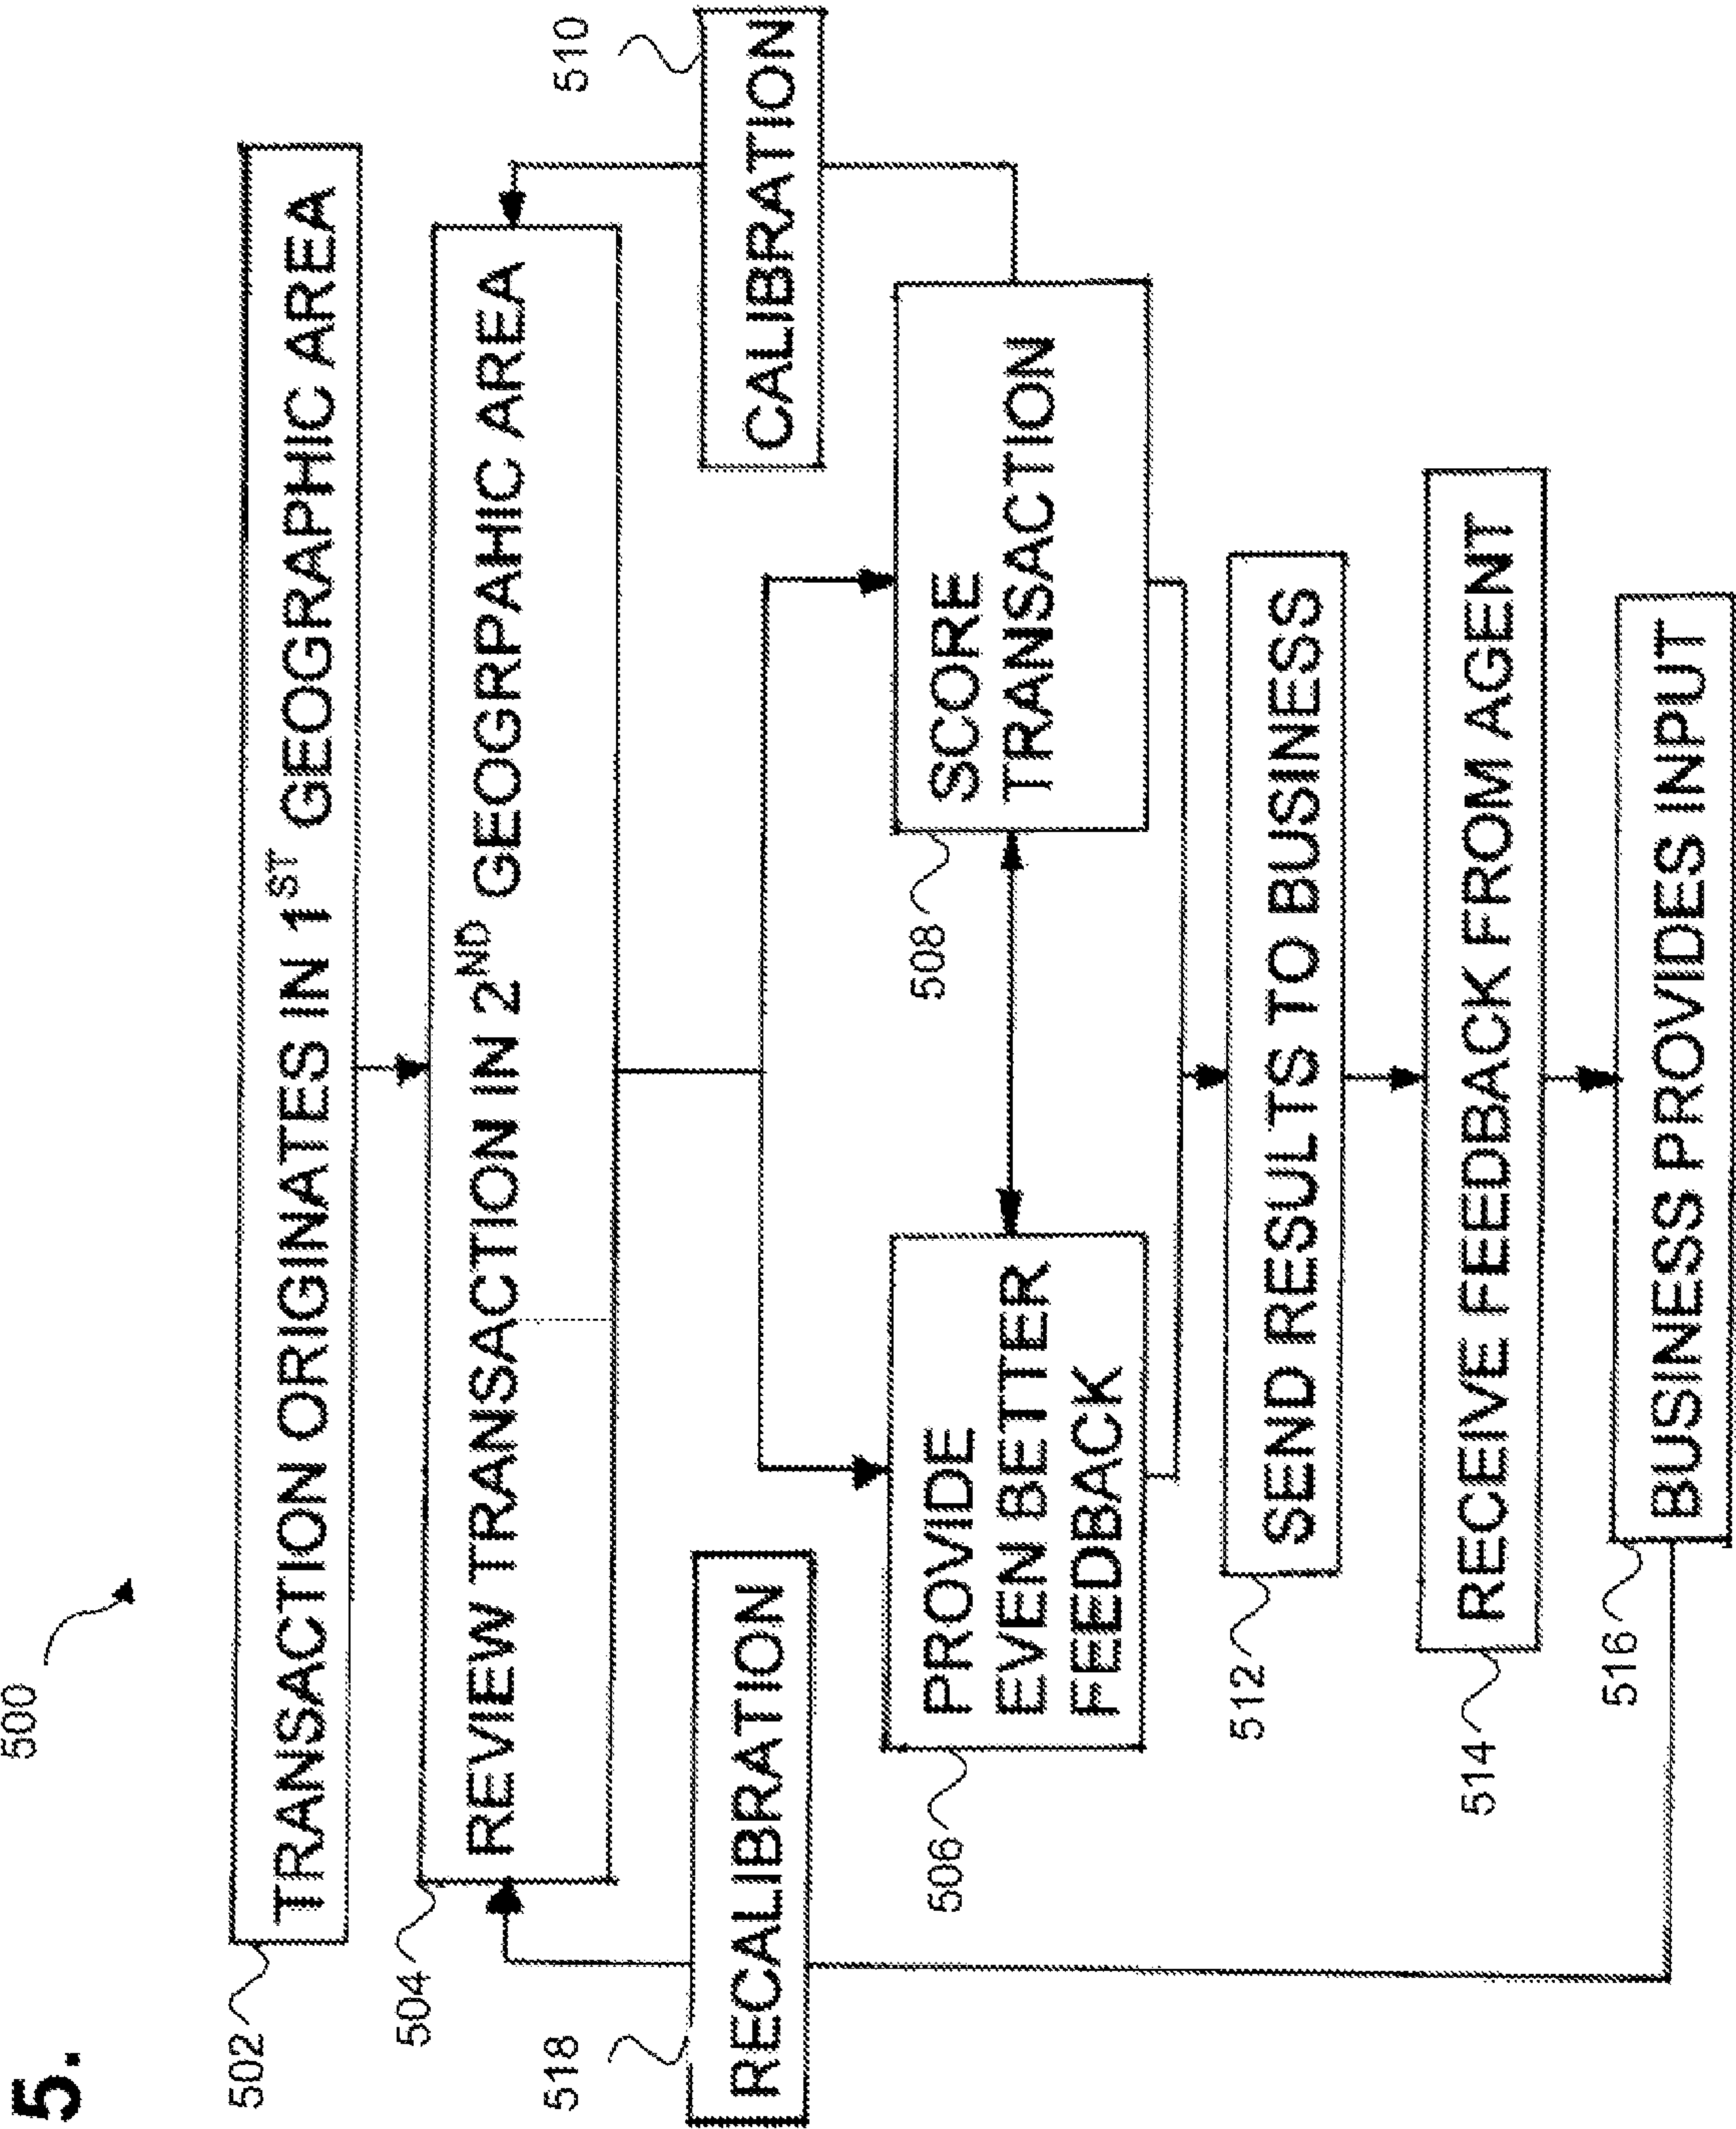 5.
500
502
TRANSACTION ORIGINATES IN 1ST GEOGRAPHIC AREA
504
REVIEW TRANSACTION IN 2ND GEOGRPAHIC AREA
518
RECALIBRATION
510
CALIBRATION
506
PROVIDE
EVEN BETTER
FEEDBACK
508
SCORE
TRANSACTION
512
SEND RESULTS TO BUSINESS
514
RECEIVE FEEDBACK FROM AGENT
516
BUSINESS PROVIDES INPUT